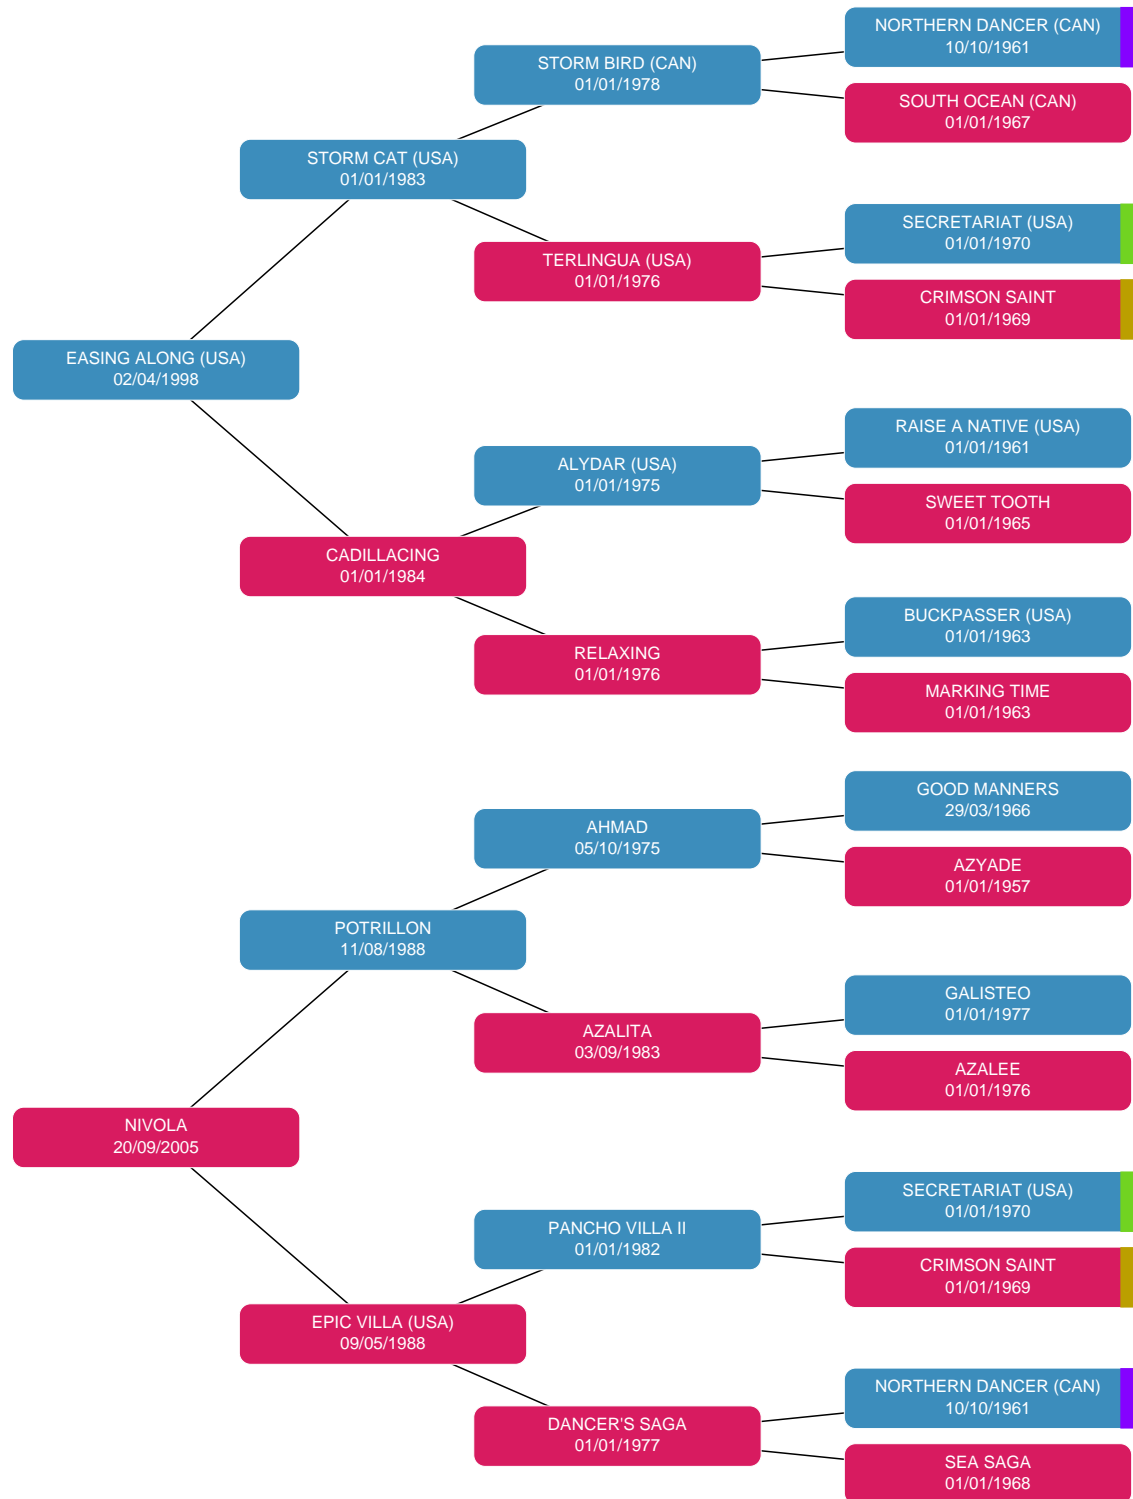 NORTHERN DANCER (CAN)
10/10/1961
STORM BIRD (CAN)
01/01/1978
SOUTH OCEAN (CAN)
01/01/1967
STORM CAT (USA)
01/01/1983
SECRETARIAT (USA)
01/01/1970
TERLINGUA (USA)
01/01/1976
CRIMSON SAINT
01/01/1969
EASING ALONG (USA)
02/04/1998
RAISE A NATIVE (USA)
01/01/1961
ALYDAR (USA)
01/01/1975
SWEET TOOTH
01/01/1965
CADILLACING
01/01/1984
BUCKPASSER (USA)
01/01/1963
RELAXING
01/01/1976
MARKING TIME
01/01/1963
GOOD MANNERS
29/03/1966
AHMAD
05/10/1975
AZYADE
01/01/1957
POTRILLON
11/08/1988
GALISTEO
01/01/1977
AZALITA
03/09/1983
AZALEE
01/01/1976
NIVOLA
20/09/2005
SECRETARIAT (USA)
01/01/1970
PANCHO VILLA II
01/01/1982
CRIMSON SAINT
01/01/1969
EPIC VILLA (USA)
09/05/1988
NORTHERN DANCER (CAN)
10/10/1961
DANCER'S SAGA
01/01/1977
SEA SAGA
01/01/1968